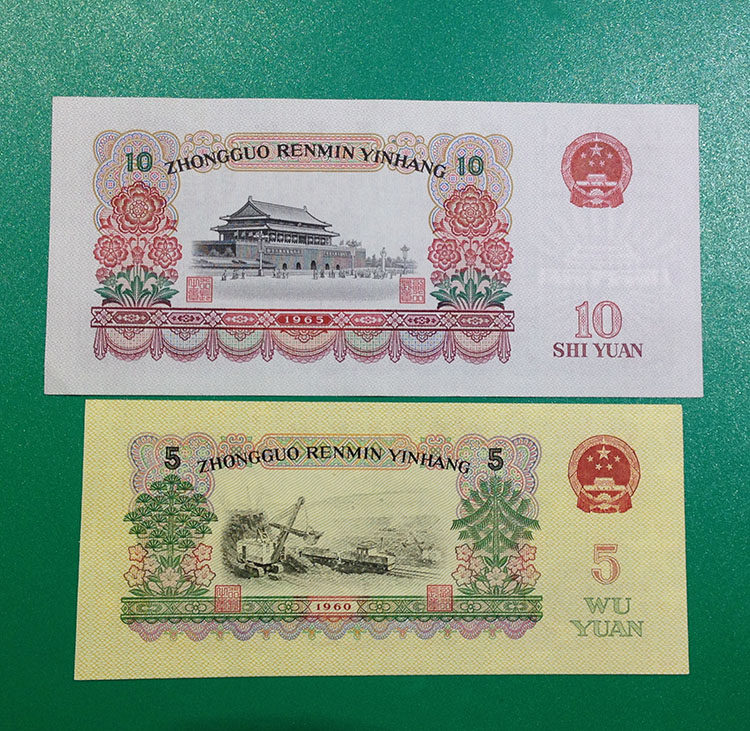 10 ZHONGGUO RENMIN YINHANG 10
1965
10
SHI YUAN
5 ZHONGGUO RENMIN YINHANG 5
1960
5
WU
YUAN